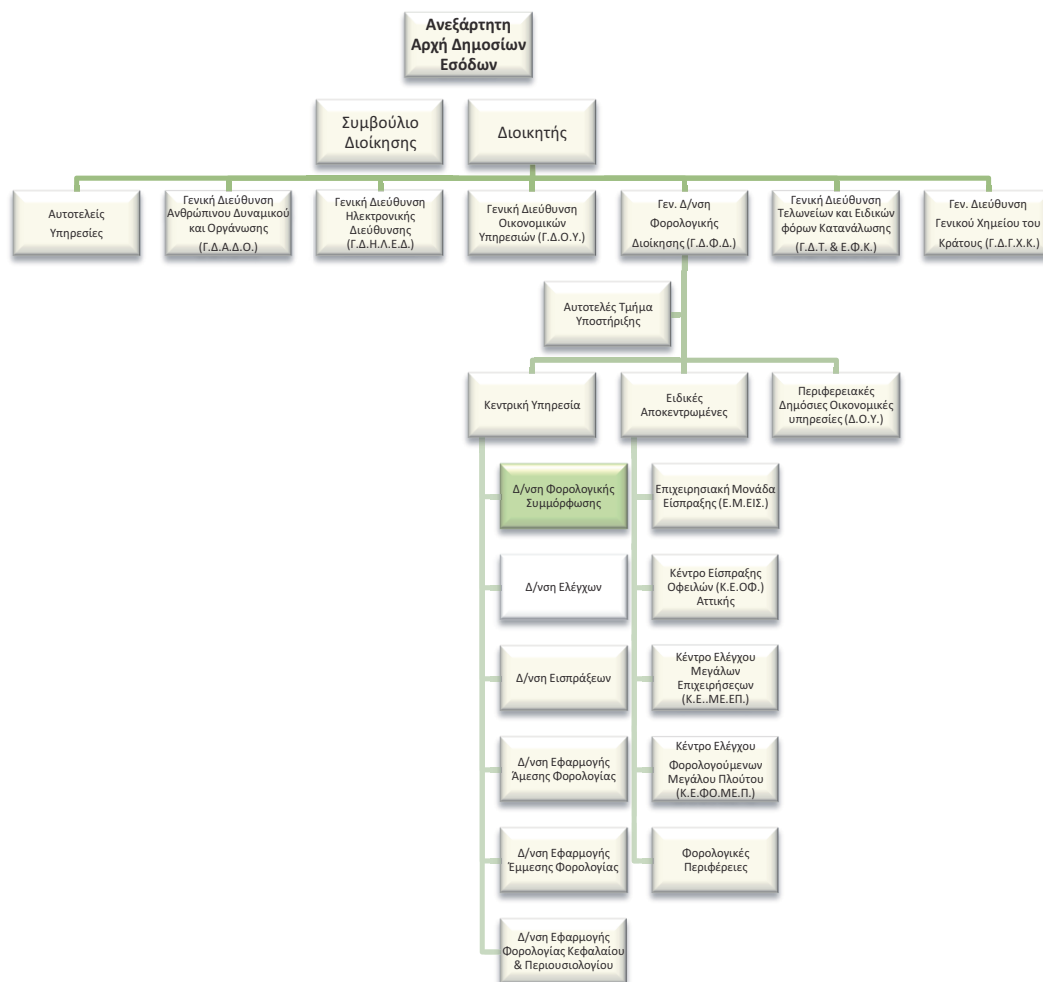 Ανεξάρτητη
Αρχή Δημοσίων
Εσόδων
Συμβούλιο
Διοίκησης
Διοικητής
Αυτοτελείς
Υπηρεσίες
Γενική Διεύθυνση
Ανθρώπινου Δυναμικού
και Οργάνωσης
(Γ.Δ.Α.Δ.Ο.)
Γενική Διεύθυνση
Ηλεκτρονικής
Διεύθυνσης
(Γ.Δ.Η.Λ.Ε.Δ.)
Γενική Διεύθυνση
Οικονομικών
Υπηρεσιών (Γ.Δ.Ο.Υ.)
Γεν. Δ/νση
Φορολογικής
Διοίκησης (Γ.Δ.Φ.Δ.)
Γενική Διεύθυνση
Τελωνείων και Ειδικών
φόρων Κατανάλωσης
(Γ.Δ.Τ. & Ε.Φ.Κ.)
Γεν. Διεύθυνση
Γενικού Χημείου του
Κράτους (Γ.Δ.Γ.Χ.Κ.)
Αυτοτελές Τμήμα
Υποστήριξης
Κεντρική Υπηρεσία
Ειδικές
Αποκεντρωμένες
Περιφερειακές
Δημόσιες Οικονομικές
υπηρεσίες (Δ.Ο.Υ.)
Δ/νση Φορολογικής
Συμμόρφωσης
Δ/νση Ελέγχων
Δ/νση Εισπράξεων
Δ/νση Εφαρμογής
Άμεσης Φορολογίας
Δ/νση Εφαρμογής
Έμμεσης Φορολογίας
Δ/νση Εφαρμογής
Φορολογίας Κεφαλαίου
& Περιουσιολογίου
Επιχειρησιακή Μονάδα
Είσπραξης (Ε.Μ.ΕΙΣ.)
Κέντρο Είσπραξης
Οφειλών (Κ.Ε.ΟΦ.)
Αττικής
Κέντρο Ελέγχου
Μεγάλων
Επιχειρήσεςων
(Κ.Ε..ΜΕ.ΕΠ.)
Κέντρο Ελέγχου
Φορολογούμενων
Μεγάλου Πλούτου
(Κ.Ε.ΦΟ.ΜΕ.Π.)
Φορολογικές
Περιφέρειες